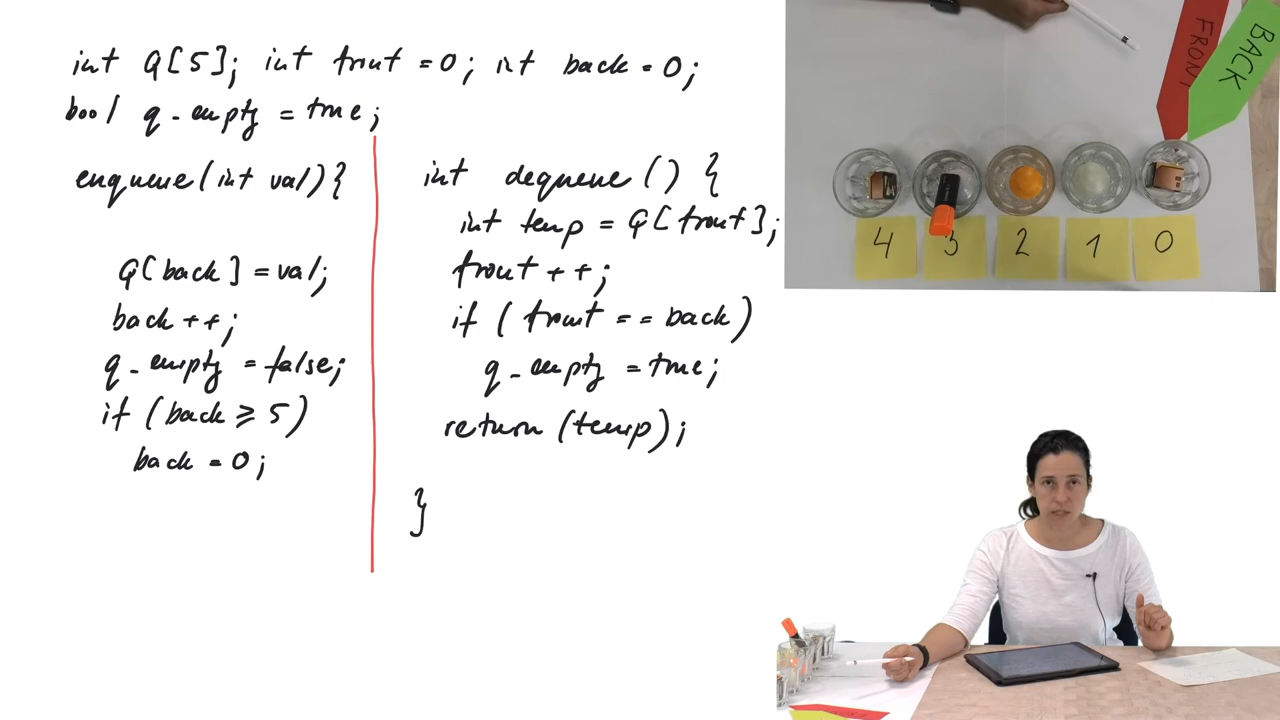 int Q[5]; int front = 0; int back = 0;
bool q_empty = true;
enqueue(int val){
Q[back] = val;
back++;
q_empty = false;
if (back ≥ 5)
back = 0;
int dequeue () {
int temp = Q[front];
front++;
if (front == back)
q_empty = true;
return (temp);
}
FRONT
BACK
4
3
2
1
0